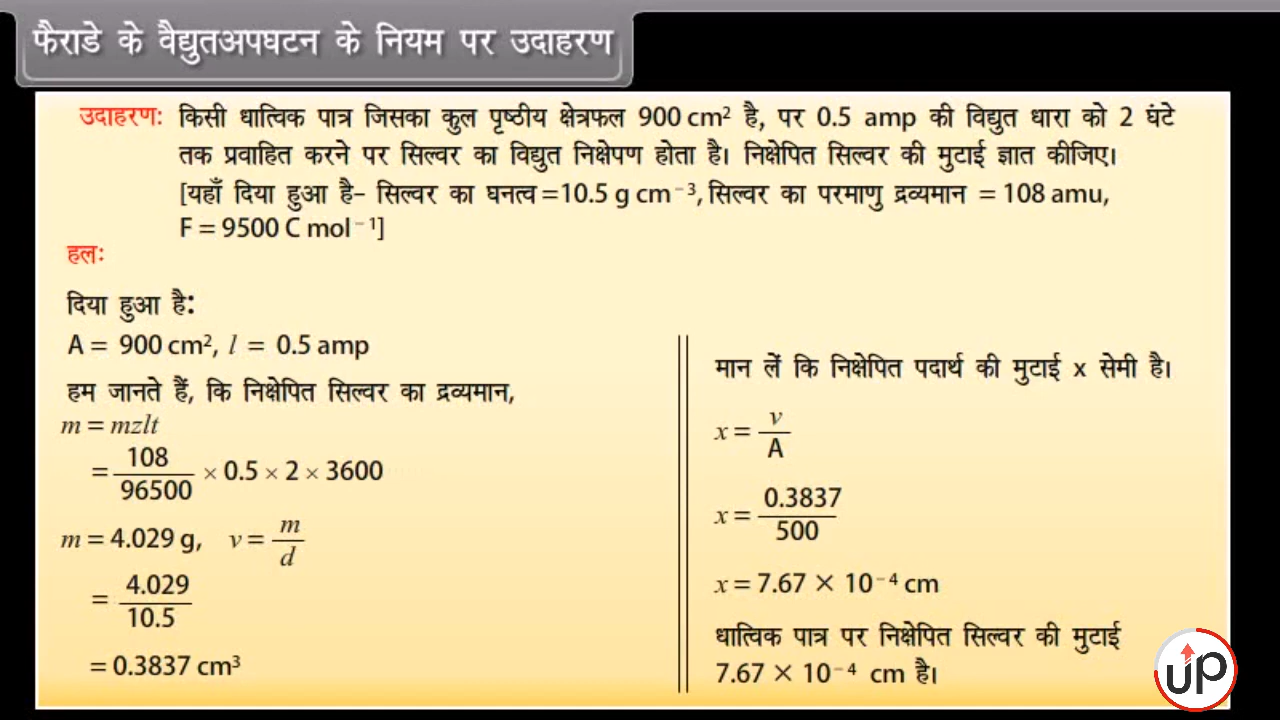 फैराडे के वैद्युतअपघटन के नियम पर उदाहरण
उदाहरण: किसी धात्विक पात्र जिसका कुल पृष्ठीय क्षेत्रफल 900 cm² है, पर 0.5 amp की विद्युत धारा को 2 घंटे
तक प्रवाहित करने पर सिल्वर का विद्युत निक्षेपण होता है। निक्षेपित सिल्वर की मुटाई ज्ञात कीजिए।
[यहाँ दिया हुआ है– सिल्वर का घनत्व =10.5 g cm⁻³, सिल्वर का परमाणु द्रव्यमान = 108 amu,
F = 9500 C mol⁻¹]
हल:
दिया हुआ है:
A = 900 cm², l = 0.5 amp
हम जानते हैं, कि निक्षेपित सिल्वर का द्रव्यमान,
m = mzlt
= 108/96500 × 0.5 × 2 × 3600
m = 4.029 g, v = m/d
= 4.029/10.5
= 0.3837 cm³
मान लें कि निक्षेपित पदार्थ की मुटाई x सेमी है।
x = v/A
x = 0.3837/500
x = 7.67 × 10⁻⁴ cm
धात्विक पात्र पर निक्षेपित सिल्वर की मुटाई
7.67 × 10⁻⁴ cm है।
UP